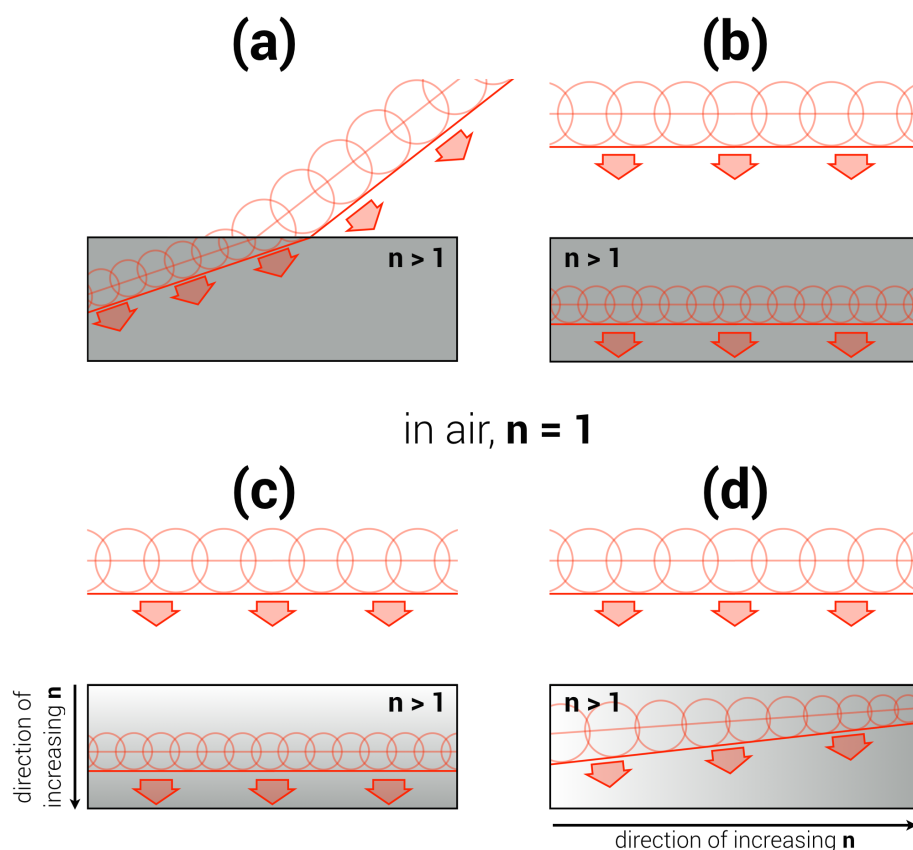 (a)
(b)
n > 1
n > 1
in air, n = 1
(c)
(d)
direction of
increasing n
n > 1
n > 1
direction of increasing n